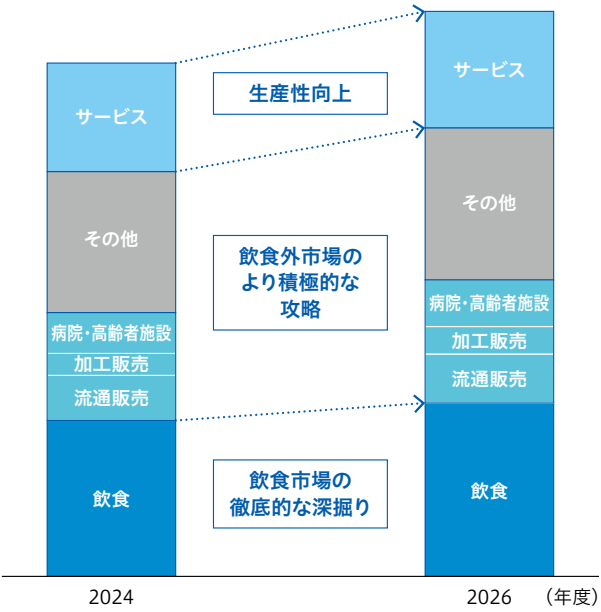 サービス
その他
病院・高齢者施設
加工販売
流通販売
飲食
生産性向上
飲食外市場の
より積極的な
攻略
飲食市場の
徹底的な深掘り
サービス
その他
病院・高齢者施設
加工販売
流通販売
飲食
2024
2026
（年度）